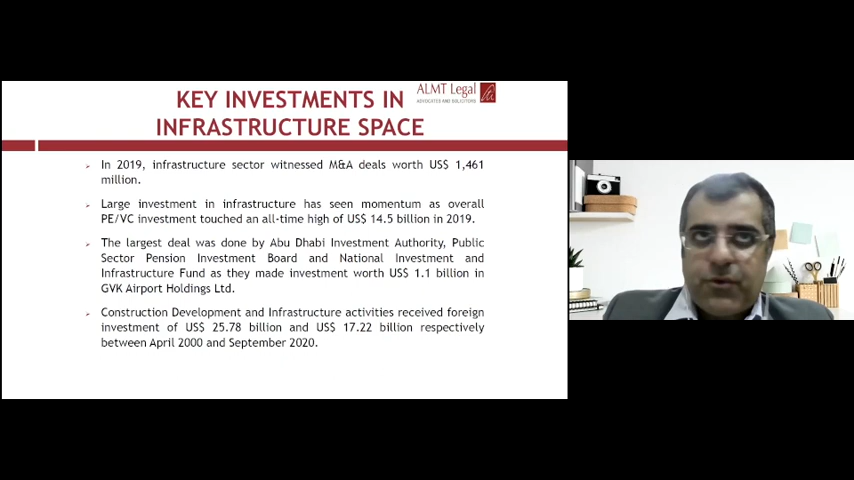 KEY INVESTMENTS IN
INFRASTRUCTURE SPACE
ALMT Legal
ADVOCATES AND SOLICITORS
➢ In 2019, infrastructure sector witnessed M&A deals worth US$ 1,461
million.
➢ Large investment in infrastructure has seen momentum as overall
PE/VC investment touched an all-time high of US$ 14.5 billion in 2019.
➢ The largest deal was done by Abu Dhabi Investment Authority, Public
Sector Pension Investment Board and National Investment and
Infrastructure Fund as they made investment worth US$ 1.1 billion in
GVK Airport Holdings Ltd.
➢ Construction Development and Infrastructure activities received foreign
investment of US$ 25.78 billion and US$ 17.22 billion respectively
between April 2000 and September 2020.